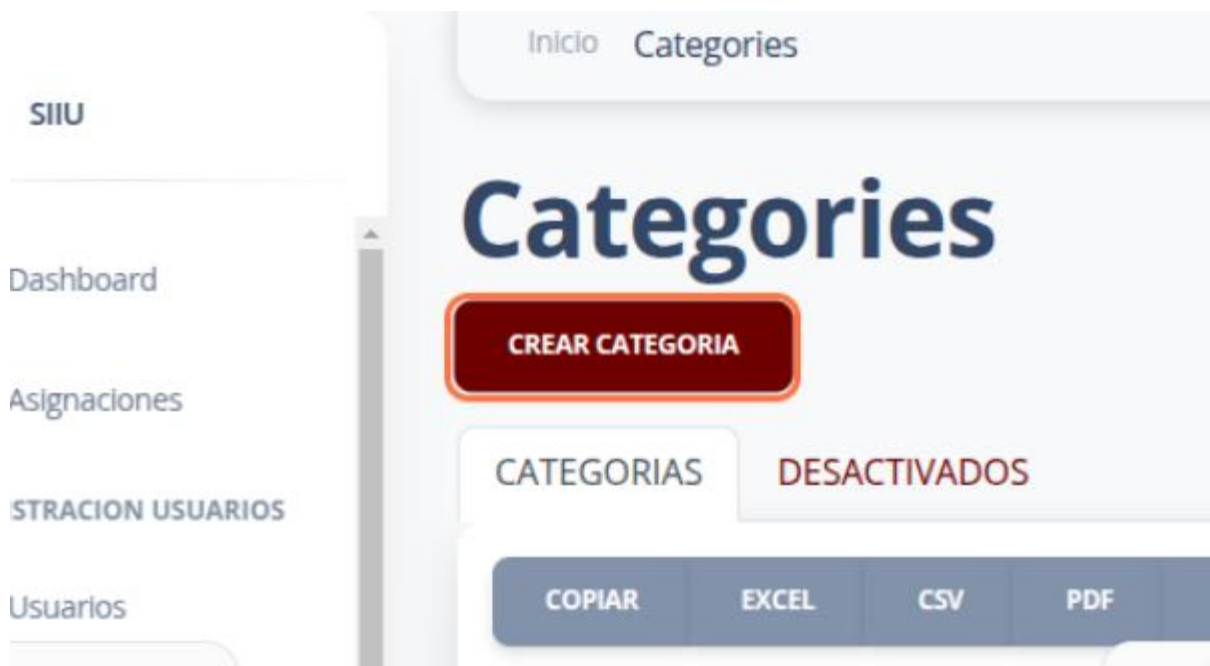 Inicio Categories
SIIU
Categories
Dashboard
CREAR CATEGORIA
Asignaciones
CATEGORIAS DESACTIVADOS
STRACION USUARIOS
COPIAR EXCEL CSV PDF
Usuarios